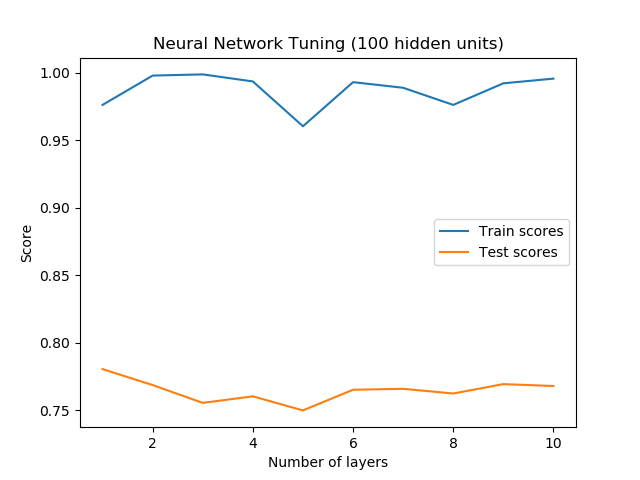 Neural Network Tuning (100 hidden units)
1.00
0.95
0.90
0.85
0.80
0.75
Score
Train scores
Test scores
2 4 6 8 10
Number of layers